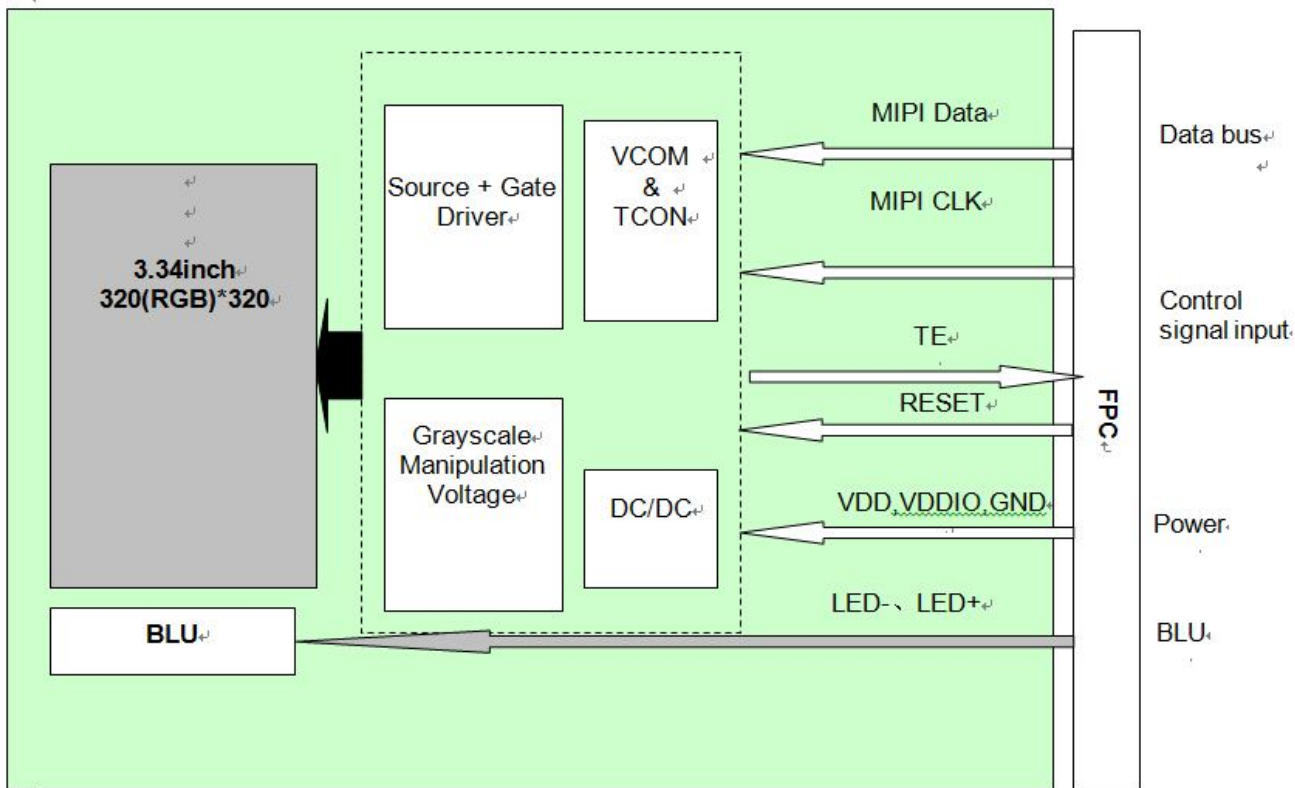 MIPI Data
Data bus
VCOM
&
TCON
Source + Gate
Driver
MIPI CLK
3.34inch
320(RGB)*320
Control
signal input
TE
RESET
FPC
Grayscale
Manipulation
Voltage
DC/DC
VDD,VDDIO,GND
Power
LED-、LED+
BLU
BLU